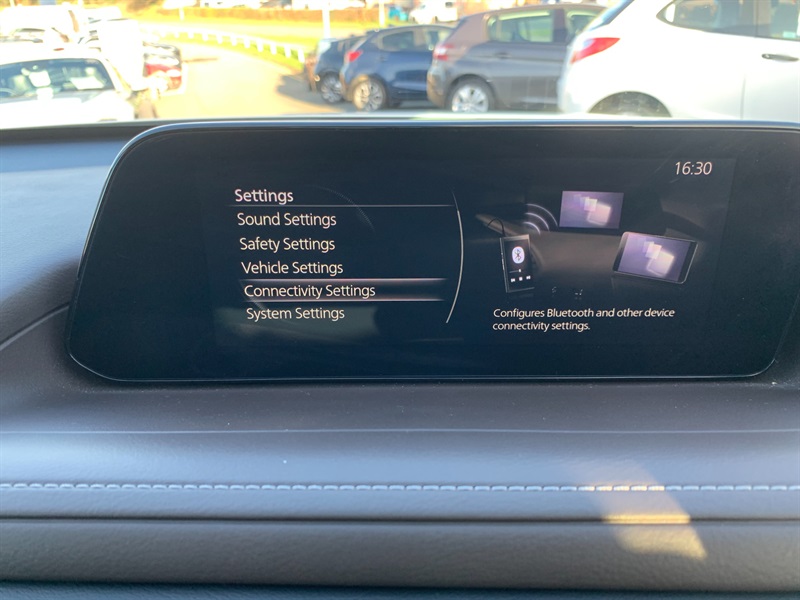 16:30
Settings
Sound Settings
Safety Settings
Vehicle Settings
Connectivity Settings
System Settings
Configures Bluetooth and other device
connectivity settings.